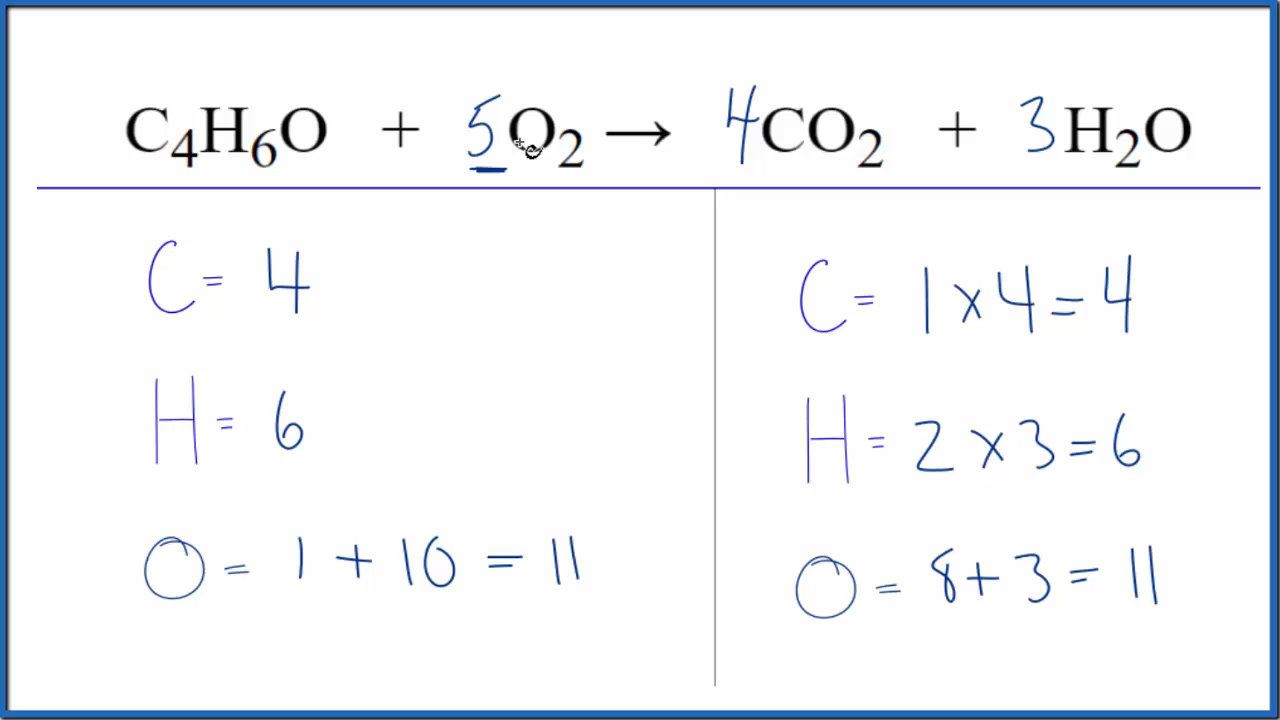 C₄H₆O + 5O₂ → 4CO₂ + 3H₂O
C = 4
H = 6
O = 1 + 10 = 11
C = 1 × 4 = 4
H = 2 × 3 = 6
O = 8 + 3 = 11